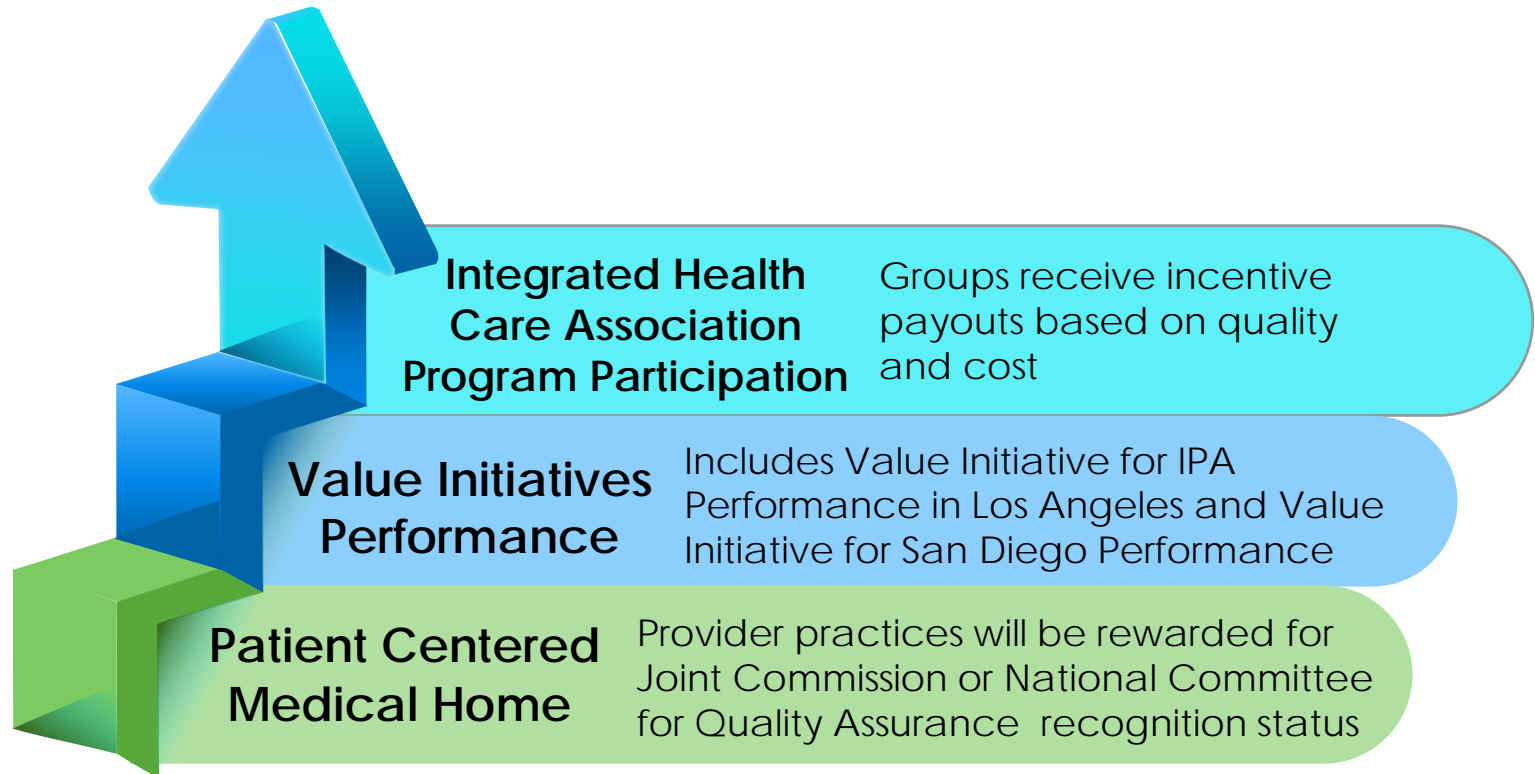 Integrated Health
Care Association
Program Participation
Groups receive incentive
payouts based on quality
and cost
Value Initiatives
Performance
Includes Value Initiative for IPA
Performance in Los Angeles and Value
Initiative for San Diego Performance
Patient Centered
Medical Home
Provider practices will be rewarded for
Joint Commission or National Committee
for Quality Assurance  recognition status